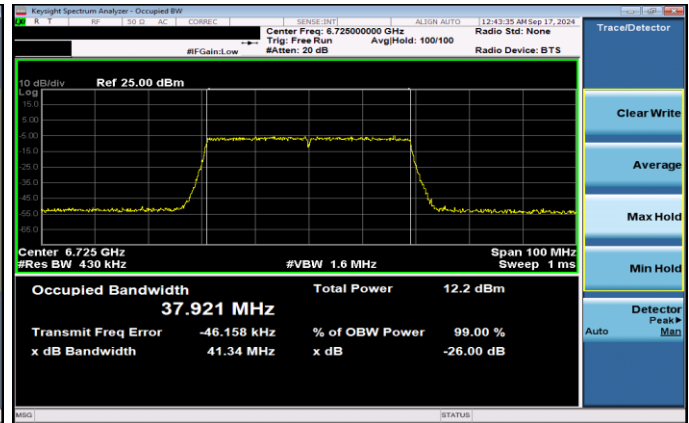 Keysight Spectrum Analyzer - Occupied BW
R T RF 50 Ω AC CORREC SENSE:INT ALIGN AUTO 12:43:35 AM Sep 17, 2024
Center Freq: 6.725000000 GHz Radio Std: None
Trig: Free Run Avg|Hold: 100/100
#IFGain:Low #Atten: 20 dB Radio Device: BTS
Trace/Detector
10 dB/div Ref 25.00 dBm
Log
15.0
5.00
-5.00
-15.0
-25.0
-35.0
-45.0
-55.0
-65.0
Center 6.725 GHz Span 100 MHz
#Res BW 430 kHz #VBW 1.6 MHz Sweep 1 ms
Occupied Bandwidth Total Power 12.2 dBm
37.921 MHz
Transmit Freq Error -46.158 kHz % of OBW Power 99.00 %
x dB Bandwidth 41.34 MHz x dB -26.00 dB
Clear Write
Average
Max Hold
Min Hold
Detector
Peak►
Auto Man
MSG STATUS